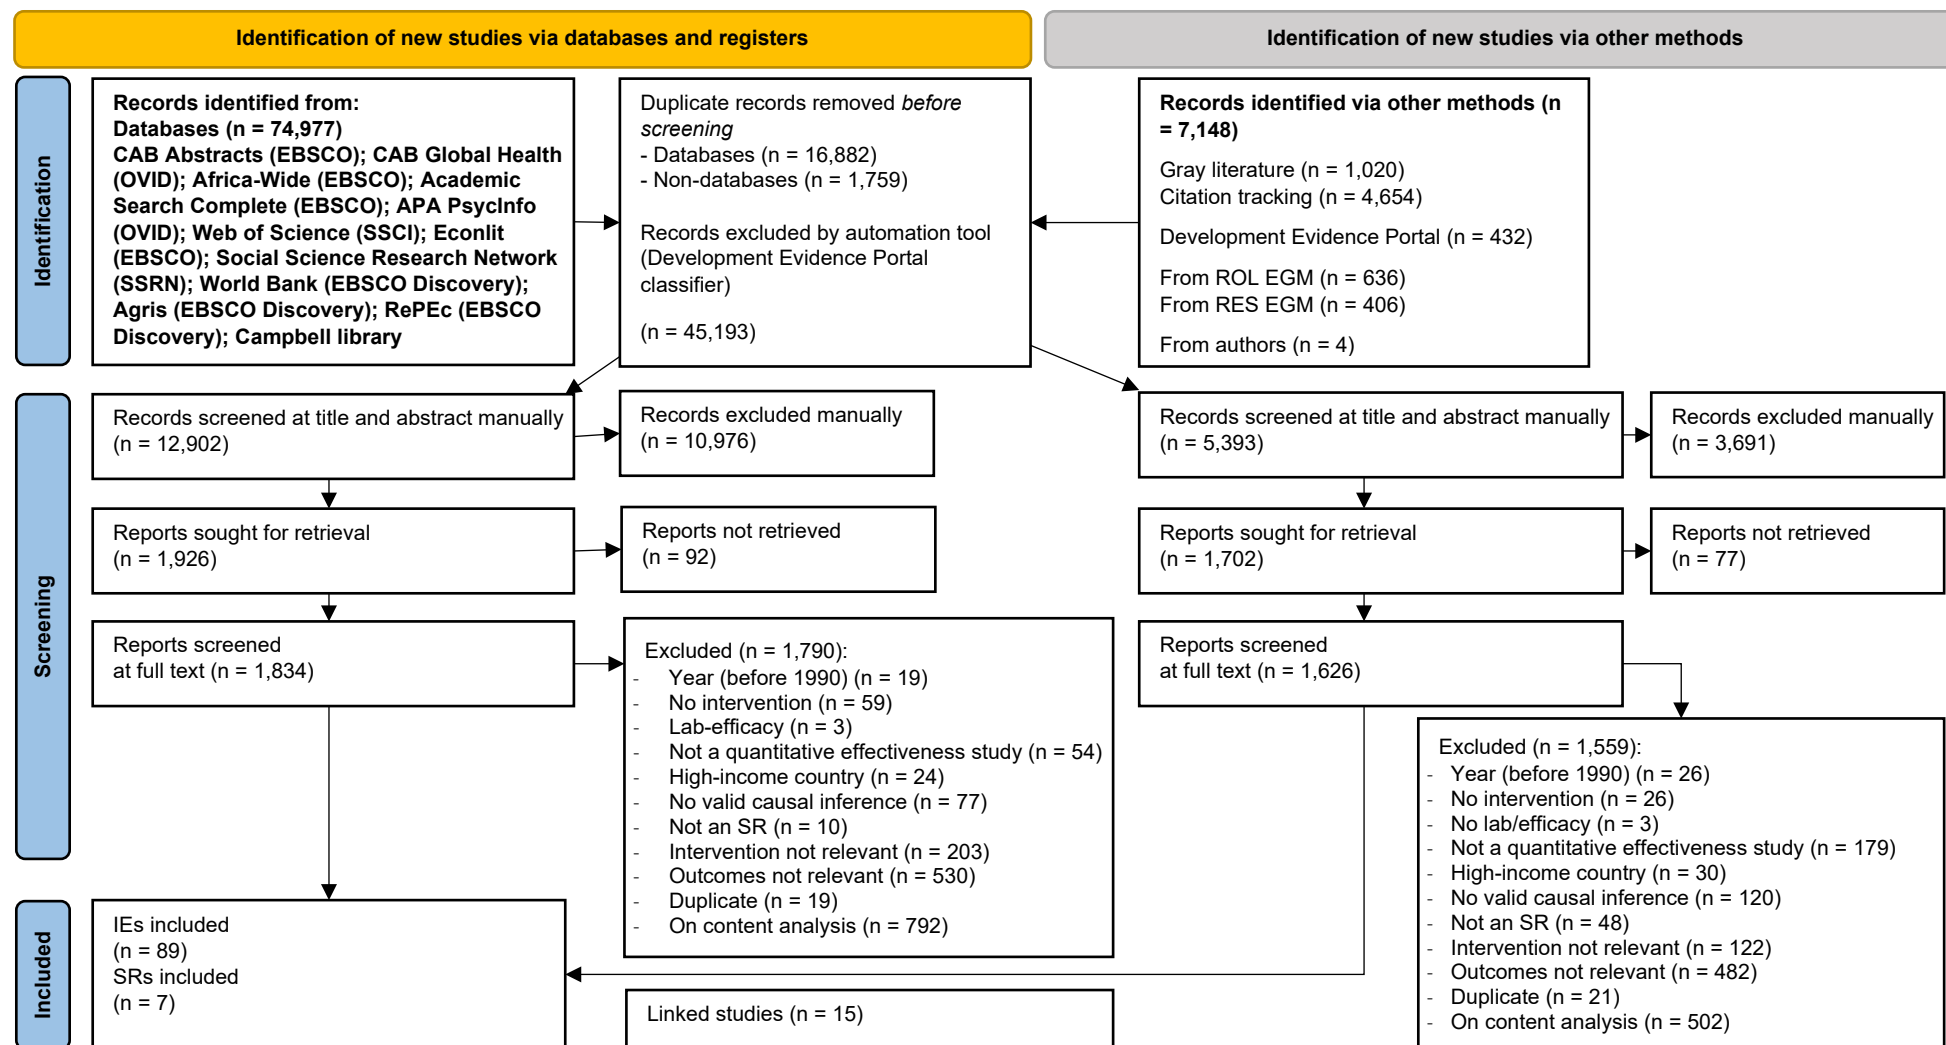 Identification of new studies via databases and registers
Identification of new studies via other methods
Identification
Records identified from:
Databases (n = 74,977)
CAB Abstracts (EBSCO); CAB Global Health
(OVID); Africa-Wide (EBSCO); Academic
Search Complete (EBSCO); APA PsycInfo
(OVID); Web of Science (SSCI); Econlit
(EBSCO); Social Science Research Network
(SSRN); World Bank (EBSCO Discovery);
Agris (EBSCO Discovery); RePEc (EBSCO
Discovery); Campbell library
Duplicate records removed before
screening
- Databases (n = 16,882)
- Non-databases (n = 1,759)
Records excluded by automation tool
(Development Evidence Portal
classifier)
(n = 45,193)
Records identified via other methods (n
= 7,148)
Gray literature (n = 1,020)
Citation tracking (n = 4,654)
Development Evidence Portal (n = 432)
From ROL EGM (n = 636)
From RES EGM (n = 406)
From authors (n = 4)
Screening
Records screened at title and abstract manually
(n = 12,902)
Records excluded manually
(n = 10,976)
Records screened at title and abstract manually
(n = 5,393)
Records excluded manually
(n = 3,691)
Reports sought for retrieval
(n = 1,926)
Reports not retrieved
(n = 92)
Reports sought for retrieval
(n = 1,702)
Reports not retrieved
(n = 77)
Reports screened
at full text (n = 1,834)
Excluded (n = 1,790):
- Year (before 1990) (n = 19)
- No intervention (n = 59)
- Lab-efficacy (n = 3)
- Not a quantitative effectiveness study (n = 54)
- High-income country (n = 24)
- No valid causal inference (n = 77)
- Not an SR (n = 10)
- Intervention not relevant (n = 203)
- Outcomes not relevant (n = 530)
- Duplicate (n = 19)
- On content analysis (n = 792)
Reports screened
at full text (n = 1,626)
Excluded (n = 1,559):
- Year (before 1990) (n = 26)
- No intervention (n = 26)
- No lab/efficacy (n = 3)
- Not a quantitative effectiveness study (n = 179)
- High-income country (n = 30)
- No valid causal inference (n = 120)
- Not an SR (n = 48)
- Intervention not relevant (n = 122)
- Outcomes not relevant (n = 482)
- Duplicate (n = 21)
- On content analysis (n = 502)
Included
IEs included
(n = 89)
SRs included
(n = 7)
Linked studies (n = 15)